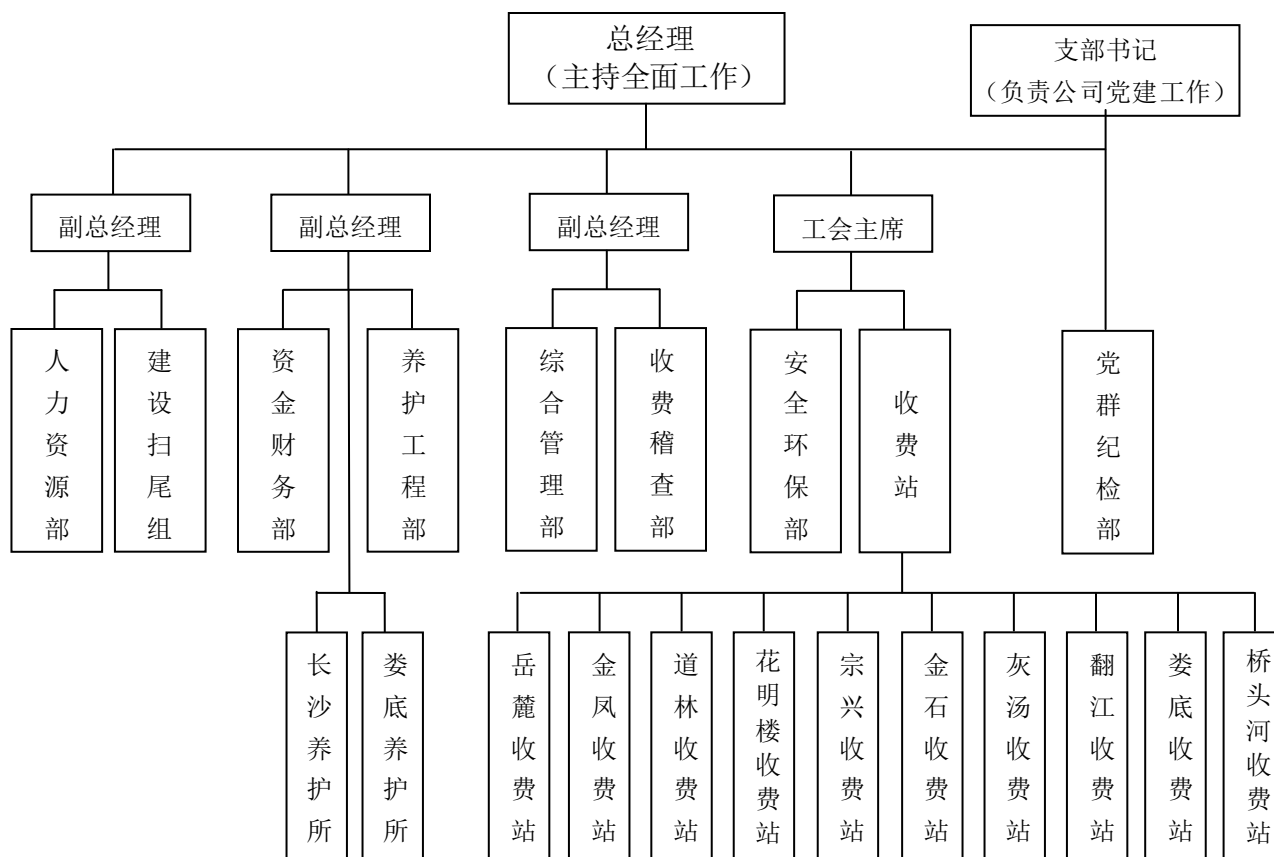 总经理
（主持全面工作）
支部书记
（负责公司党建工作）
副总经理
副总经理
副总经理
工会主席
人力资源部
建设扫尾组
资金财务部
养护工程部
综合管理部
收费稽查部
安全环保部
收费站
党群纪检部
长沙养护所
娄底养护所
岳麓收费站
金凤收费站
道林收费站
花明楼收费站
宗兴收费站
金石收费站
灰汤收费站
翻江收费站
娄底收费站
桥头河收费站